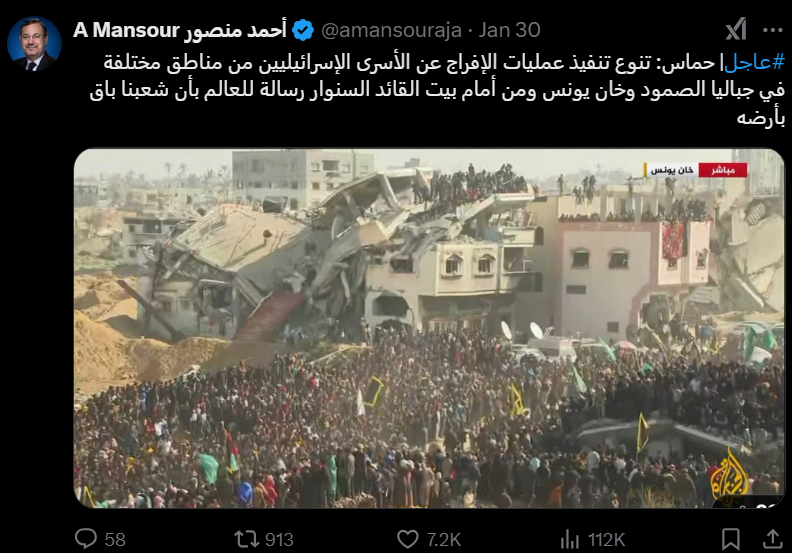 A Mansour أحمد منصور @amansouraja · Jan 30
#عاجل| حماس: تنوع تنفيذ عمليات الإفراج عن الأسرى الإسرائيليين من مناطق مختلفة
في جباليا الصمود وخان يونس ومن أمام بيت القائد السنوار رسالة للعالم بأن شعبنا باق
بأرضه
مباشر خان يونس
الجزيرة
58 913 7.2K 112K